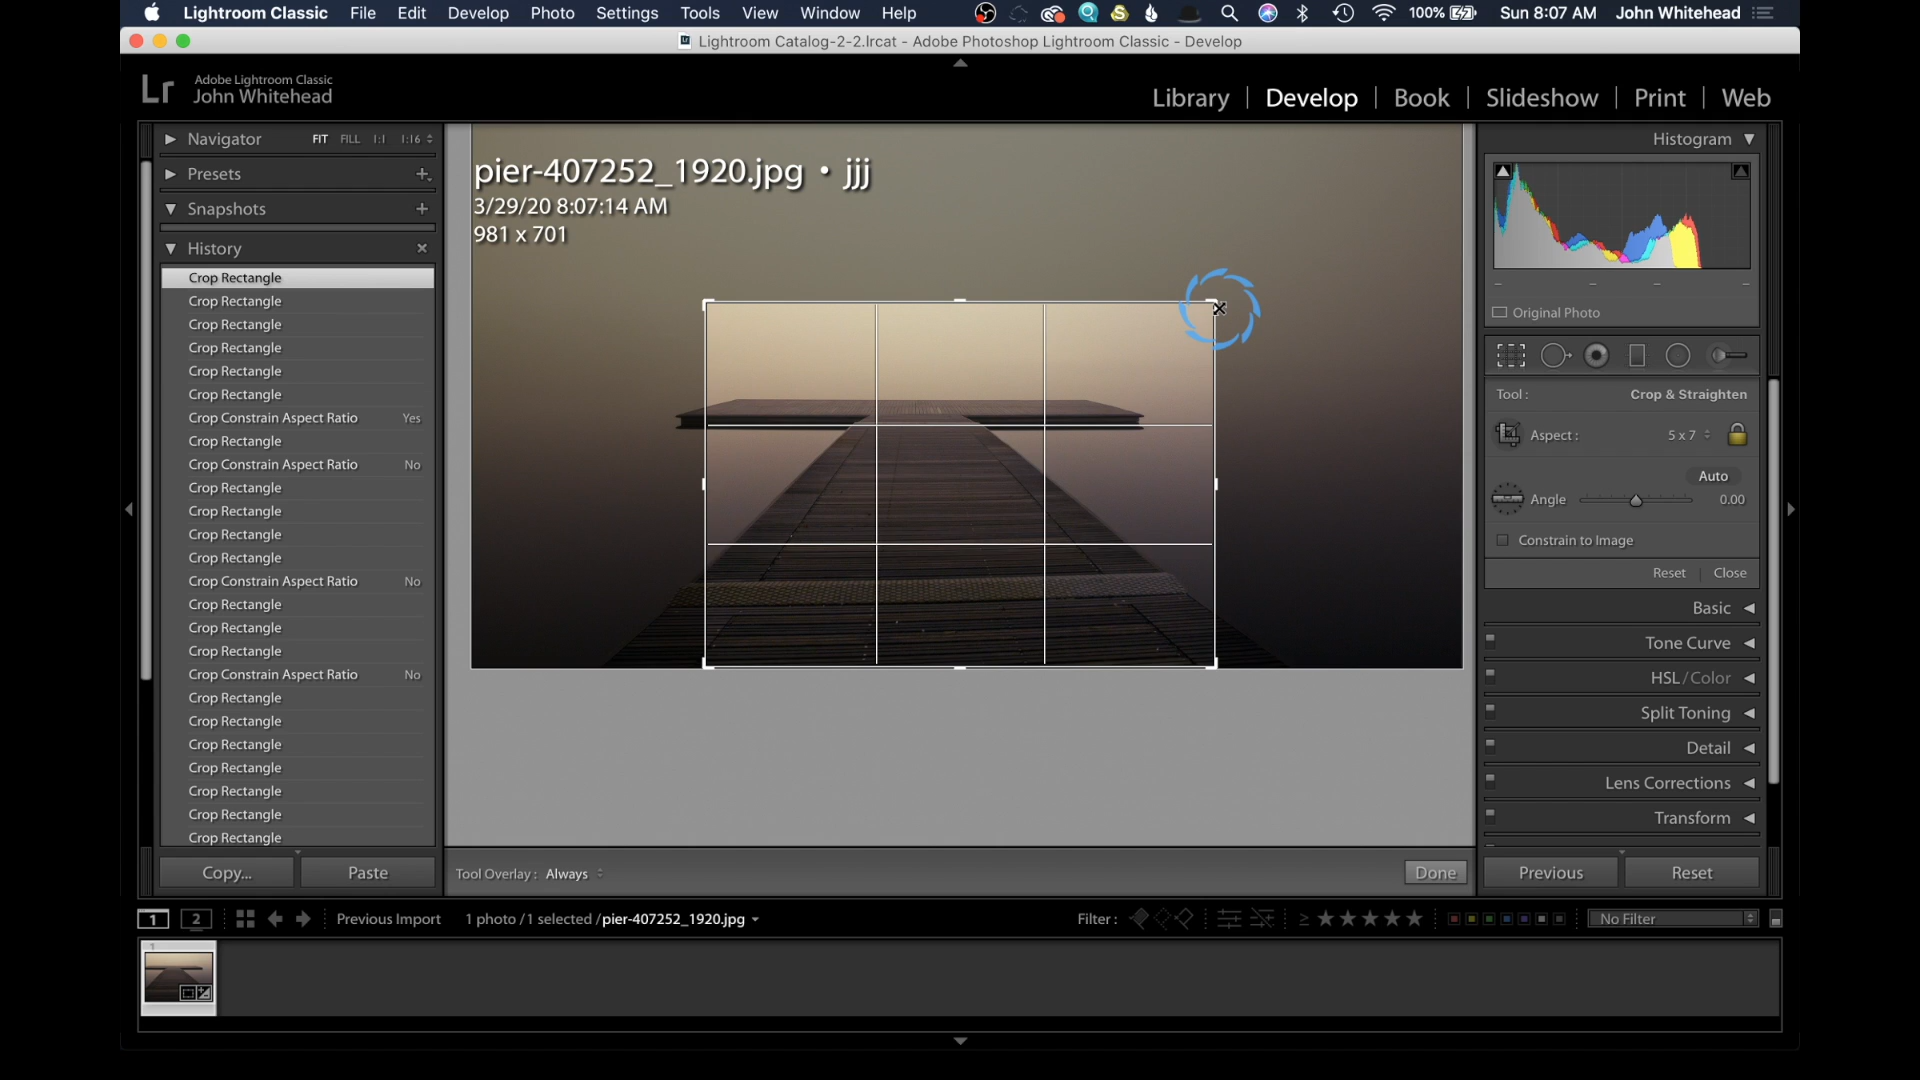 Lightroom Classic File Edit Develop Photo Settings Tools View Window Help 100% Sun 8:07 AM John Whitehead
Lightroom Catalog-2-2.lrcat - Adobe Photoshop Lightroom Classic - Develop
Lr Adobe Lightroom Classic
John Whitehead
Library | Develop | Book | Slideshow | Print | Web
Navigator FIT FILL 1:1 1:16
Presets
Snapshots
History
Crop Rectangle
Crop Rectangle
Crop Rectangle
Crop Rectangle
Crop Rectangle
Crop Rectangle
Crop Constrain Aspect Ratio Yes
Crop Rectangle
Crop Constrain Aspect Ratio No
Crop Rectangle
Crop Rectangle
Crop Rectangle
Crop Rectangle
Crop Constrain Aspect Ratio No
Crop Rectangle
Crop Rectangle
Crop Rectangle
Crop Constrain Aspect Ratio No
Crop Rectangle
Crop Rectangle
Crop Rectangle
Crop Rectangle
Crop Rectangle
Crop Rectangle
Crop Rectangle
Copy... Paste
pier-407252_1920.jpg • jjj
3/29/20 8:07:14 AM
981 x 701
Tool Overlay : Always
Done
Histogram
Original Photo
Tool : Crop & Straighten
Aspect : 5 x 7
Auto
Angle 0.00
Constrain to Image
Reset | Close
Basic
Tone Curve
HSL / Color
Split Toning
Detail
Lens Corrections
Transform
Previous Reset
1 2 Previous Import 1 photo / 1 selected / pier-407252_1920.jpg Filter : ≥ ★★★★★ No Filter
1